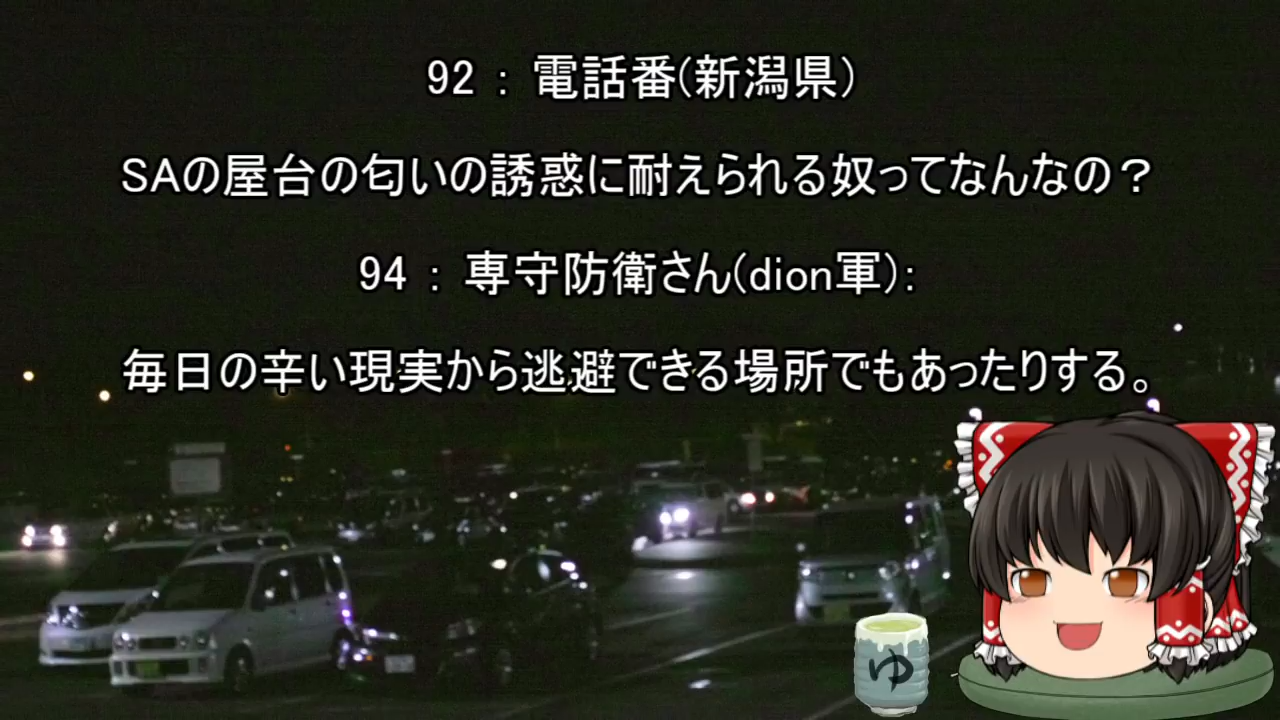 92 : 電話番(新潟県)
SAの屋台の匂いの誘惑に耐えられる奴ってなんなの？
94 : 専守防衛さん(dion軍):
毎日の辛い現実から逃避できる場所でもあったりする。
ゆ